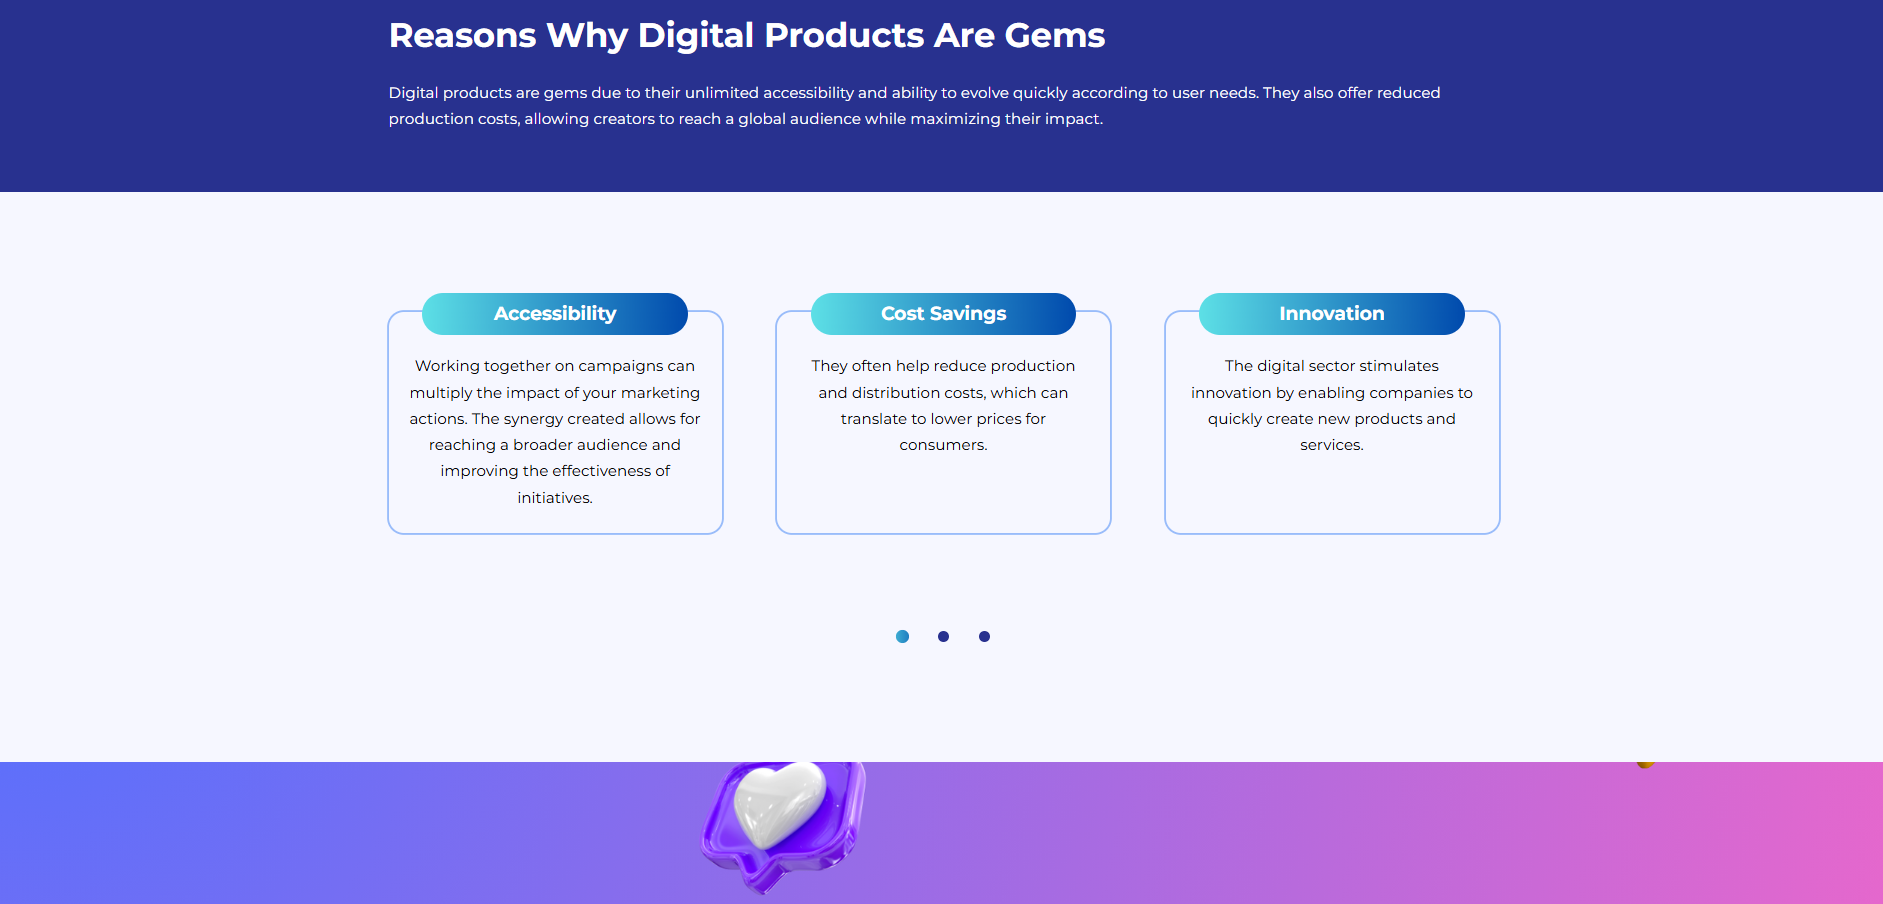 Reasons Why Digital Products Are Gems
Digital products are gems due to their unlimited accessibility and ability to evolve quickly according to user needs. They also offer reduced
production costs, allowing creators to reach a global audience while maximizing their impact.
Accessibility
Working together on campaigns can
multiply the impact of your marketing
actions. The synergy created allows for
reaching a broader audience and
improving the effectiveness of
initiatives.
Cost Savings
They often help reduce production
and distribution costs, which can
translate to lower prices for
consumers.
Innovation
The digital sector stimulates
innovation by enabling companies to
quickly create new products and
services.